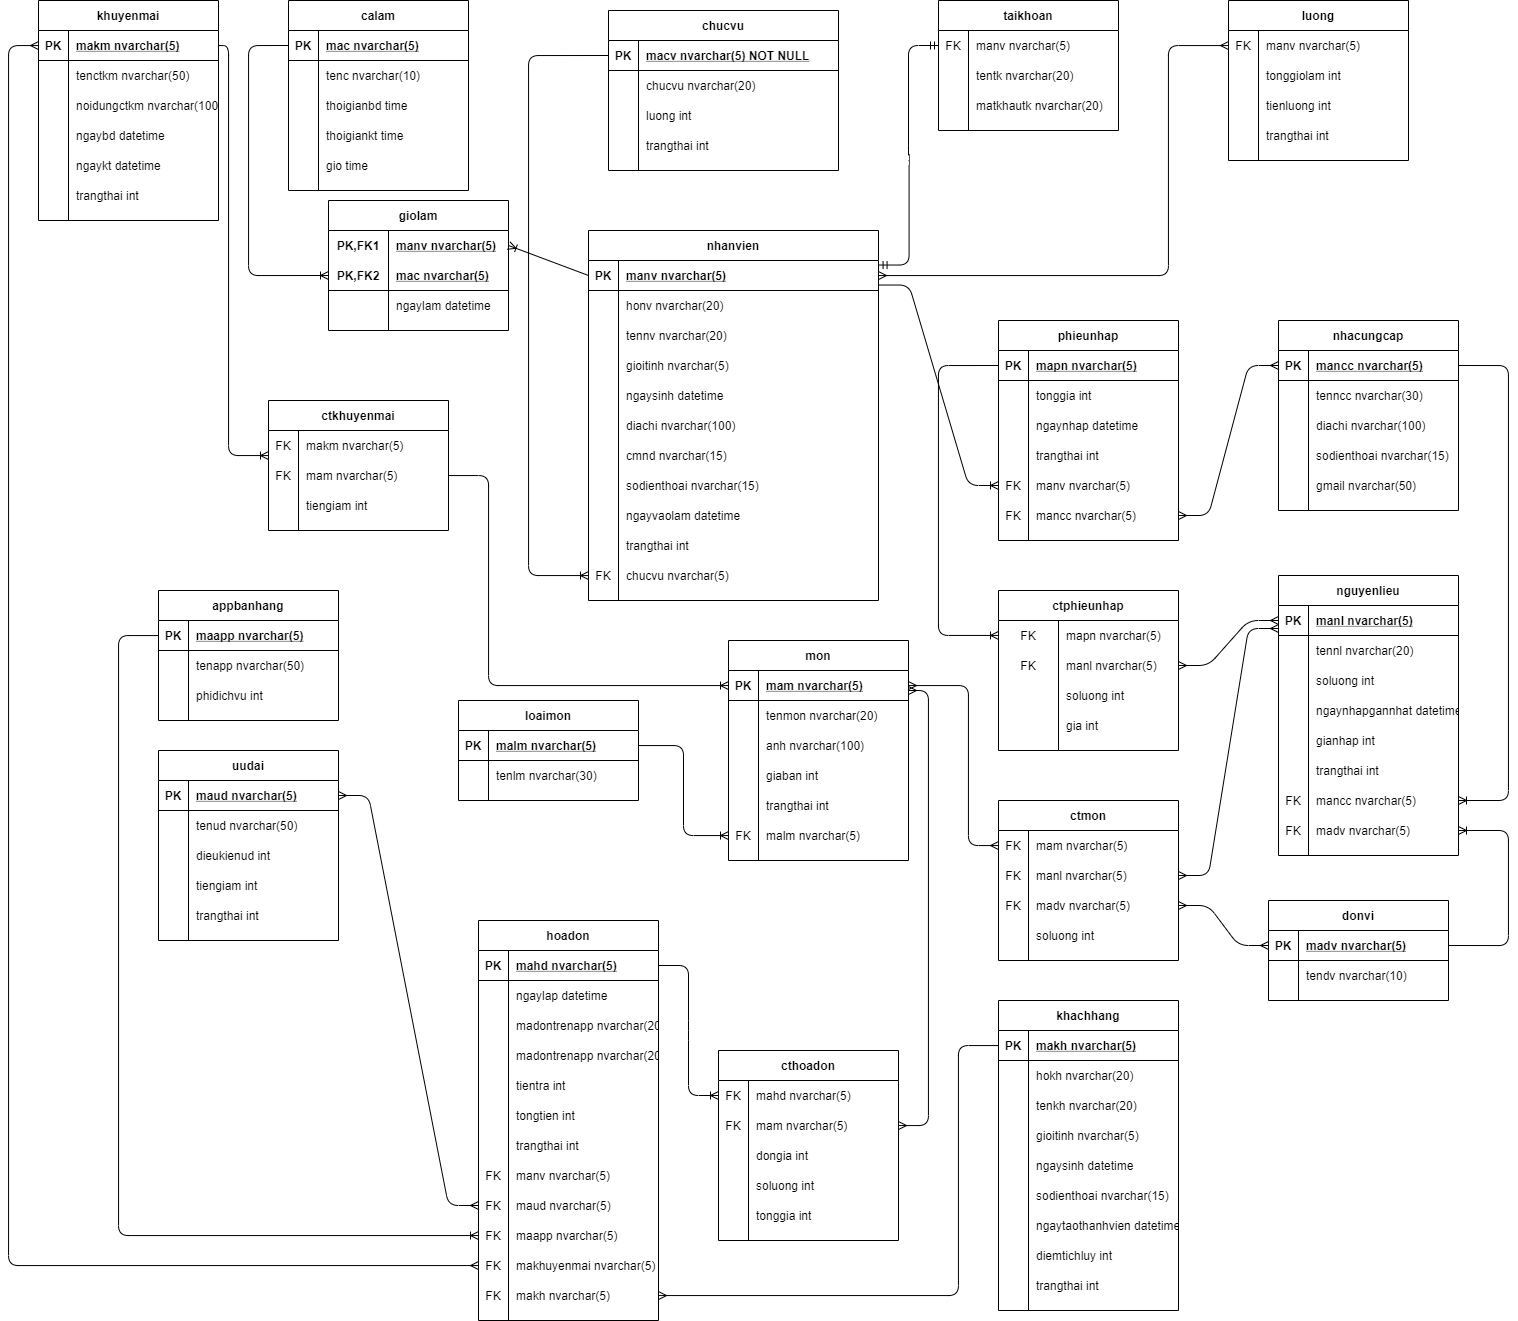 khuyenmai
PK makm nvarchar(5)
tenctkm nvarchar(50)
noidungctkm nvarchar(100
ngaybd datetime
ngaykt datetime
trangthai int
calam
PK mac nvarchar(5)
tenc nvarchar(10)
thoigianbd time
thoigiankt time
gio time
chucvu
PK macv nvarchar(5) NOT NULL
chucvu nvarchar(20)
luong int
trangthai int
taikhoan
FK manv nvarchar(5)
tentk nvarchar(20)
matkhautk nvarchar(20)
luong
FK manv nvarchar(5)
tonggiolam int
tienluong int
trangthai int
giolam
PK,FK1 manv nvarchar(5)
PK,FK2 mac nvarchar(5)
ngaylam datetime
nhanvien
PK manv nvarchar(5)
honv nvarchar(20)
tennv nvarchar(20)
gioitinh nvarchar(5)
ngaysinh datetime
diachi nvarchar(100)
cmnd nvarchar(15)
sodienthoai nvarchar(15)
ngayvaolam datetime
trangthai int
FK chucvu nvarchar(5)
phieunhap
PK mapn nvarchar(5)
tonggia int
ngaynhap datetime
trangthai int
FK manv nvarchar(5)
FK mancc nvarchar(5)
nhacungcap
PK mancc nvarchar(5)
tenncc nvarchar(30)
diachi nvarchar(100)
sodienthoai nvarchar(15)
gmail nvarchar(50)
ctkhuyenmai
FK makm nvarchar(5)
FK mam nvarchar(5)
tiengiam int
appbanhang
PK maapp nvarchar(5)
tenapp nvarchar(50)
phidichvu int
ctphieunhap
FK mapn nvarchar(5)
FK manl nvarchar(5)
soluong int
gia int
nguyenlieu
PK manl nvarchar(5)
tennl nvarchar(20)
soluong int
ngaynhapgannhat datetime
gianhap int
trangthai int
FK mancc nvarchar(5)
FK madv nvarchar(5)
mon
PK mam nvarchar(5)
tenmon nvarchar(20)
anh nvarchar(100)
giaban int
trangthai int
FK malm nvarchar(5)
loaimon
PK malm nvarchar(5)
tenlm nvarchar(30)
uudai
PK maud nvarchar(5)
tenud nvarchar(50)
dieukienud int
tiengiam int
trangthai int
ctmon
FK mam nvarchar(5)
FK manl nvarchar(5)
FK madv nvarchar(5)
soluong int
donvi
PK madv nvarchar(5)
tendv nvarchar(10)
hoadon
PK mahd nvarchar(5)
ngaylap datetime
madontrenapp nvarchar(20
madontrenapp nvarchar(20
tientra int
tongtien int
trangthai int
FK manv nvarchar(5)
FK maud nvarchar(5)
FK maapp nvarchar(5)
FK makhuyenmai nvarchar(5)
FK makh nvarchar(5)
cthoadon
FK mahd nvarchar(5)
FK mam nvarchar(5)
dongia int
soluong int
tonggia int
khachhang
PK makh nvarchar(5)
hokh nvarchar(20)
tenkh nvarchar(20)
gioitinh nvarchar(5)
ngaysinh datetime
sodienthoai nvarchar(15)
ngaytaothanhvien datetime
diemtichluy int
trangthai int